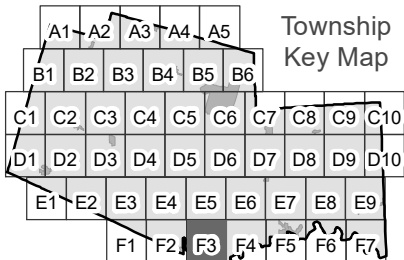 Township
Key Map
A1 A2 A3 A4 A5
B1 B2 B3 B4 B5 B6
C1 C2 C3 C4 C5 C6 C7 C8 C9 C10
D1 D2 D3 D4 D5 D6 D7 D8 D9 D10
E1 E2 E3 E4 E5 E6 E7 E8 E9
F1 F2 F3 F4 F5 F6 F7